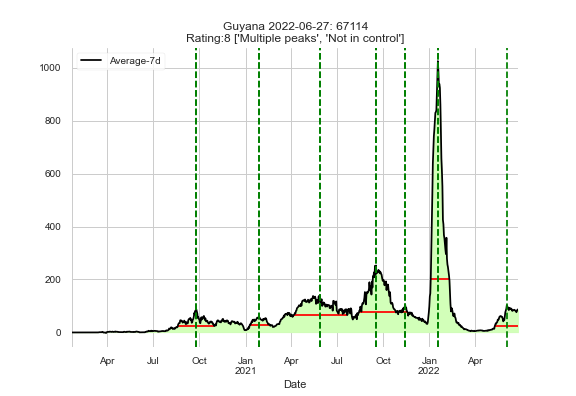 Guyana 2022-06-27: 67114
Rating:8 ['Multiple peaks', 'Not in control']
Average-7d
1000
800
600
400
200
0
Apr Jul Oct Jan Apr Jul Oct Jan Apr
2021 2022
Date